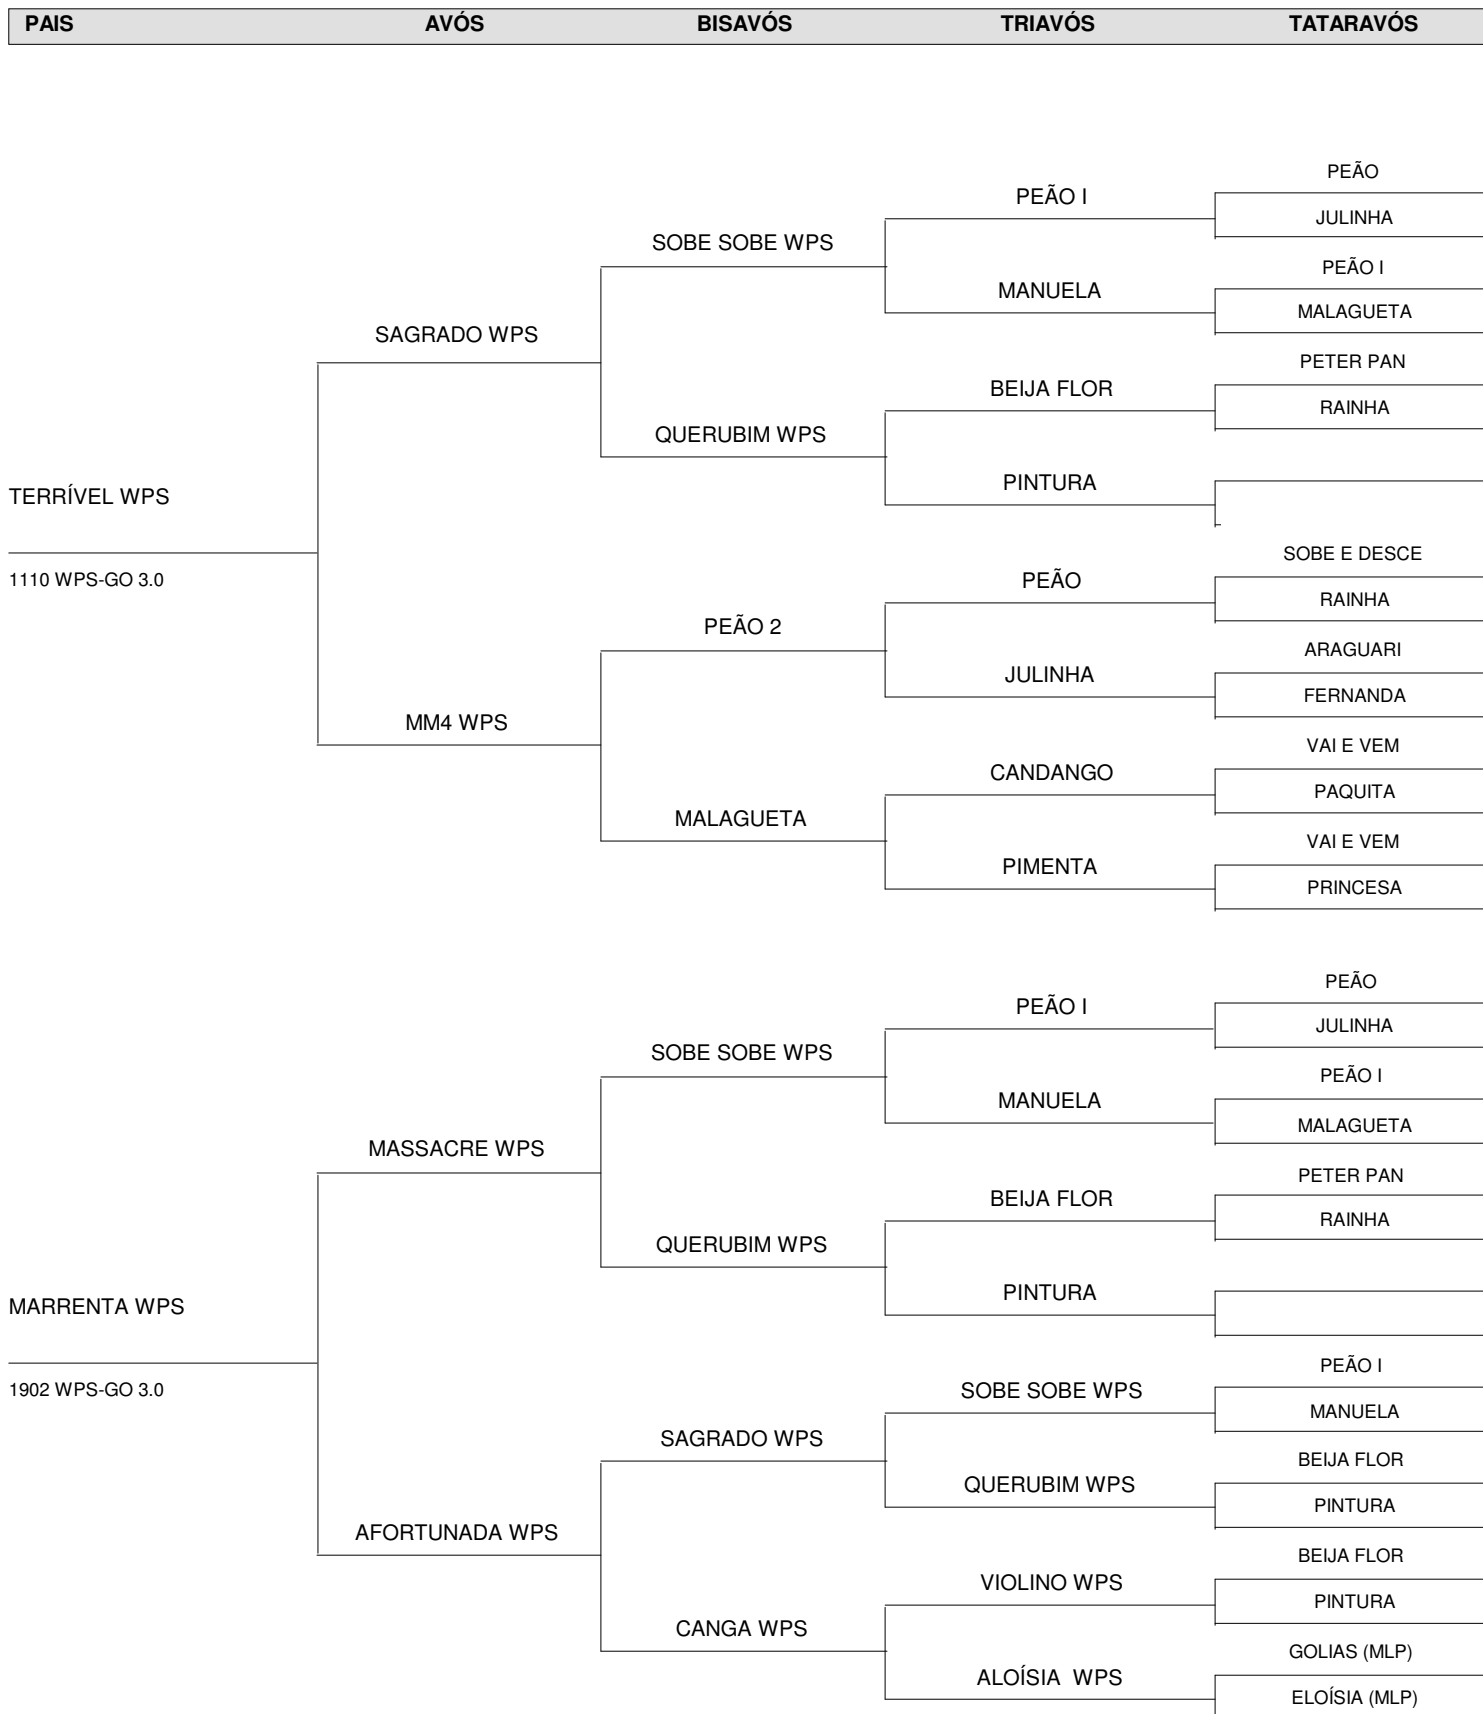 PAIS AVÓS BISAVÓS TRIAVÓS TATARAVÓS
PEÃO
PEÃO I
JULINHA
SOBE SOBE WPS
PEÃO I
MANUELA
MALAGUETA
SAGRADO WPS
PETER PAN
BEIJA FLOR
RAINHA
QUERUBIM WPS
PINTURA
TERRÍVEL WPS
SOBE E DESCE
1110 WPS-GO 3.0
PEÃO
RAINHA
PEÃO 2
ARAGUARI
JULINHA
FERNANDA
MM4 WPS
VAI E VEM
CANDANGO
PAQUITA
MALAGUETA
VAI E VEM
PIMENTA
PRINCESA
PEÃO
PEÃO I
JULINHA
SOBE SOBE WPS
PEÃO I
MANUELA
MALAGUETA
MASSACRE WPS
PETER PAN
BEIJA FLOR
RAINHA
QUERUBIM WPS
PINTURA
MARRENTA WPS
PEÃO I
1902 WPS-GO 3.0
SOBE SOBE WPS
MANUELA
SAGRADO WPS
BEIJA FLOR
QUERUBIM WPS
PINTURA
AFORTUNADA WPS
BEIJA FLOR
VIOLINO WPS
PINTURA
CANGA WPS
GOLIAS (MLP)
ALOÍSIA WPS
ELOÍSIA (MLP)